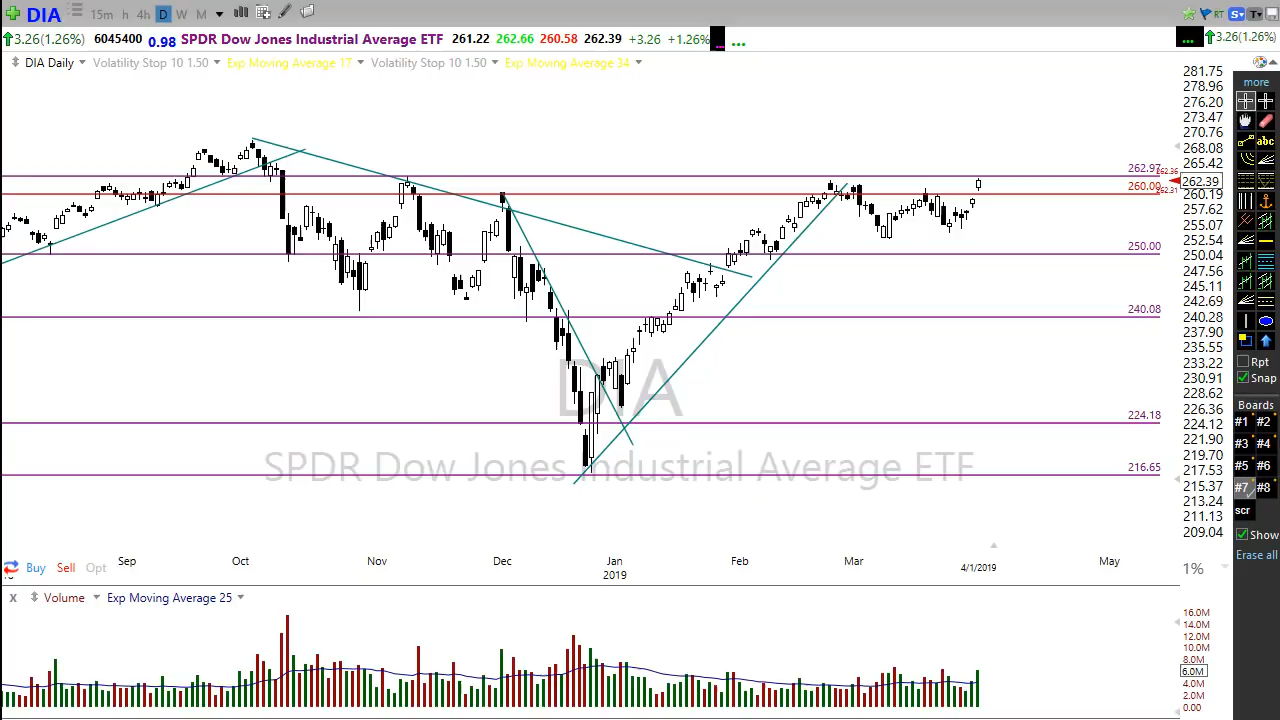 DIA 15m h 4h D W M RT S T
3.26(1.26%) 6045400 0.98 SPDR Dow Jones Industrial Average ETF 261.22 262.66 260.58 262.39 +3.26 +1.26% ... ... 3.26(1.26%)
DIA Daily Volatility Stop 10 1.50 Exp Moving Average 17 Volatility Stop 10 1.50 Exp Moving Average 34
281.75
278.96
276.20
273.47
270.76
268.08
265.42
262.97
262.36
262.39
260.00
262.31
260.19
257.62
255.07
252.54
250.00
250.04
247.56
245.11
242.69
240.08
240.28
237.90
235.55
233.22
230.91
228.62
226.36
224.18
224.12
221.90
219.70
216.65
217.53
215.37
213.24
211.13
209.04
DIA
SPDR Dow Jones Industrial Average ETF
more
abc
Rpt
Snap
Boards
#1 #2
#3 #4
#5 #6
#7 #8
scr
Show
Erase all
Sep Oct Nov Dec Jan Feb Mar May
2019 4/1/2019
Buy Sell Opt 1%
X Volume Exp Moving Average 25
16.0M
14.0M
12.0M
10.0M
8.0M
6.0M
4.0M
2.0M
0.00